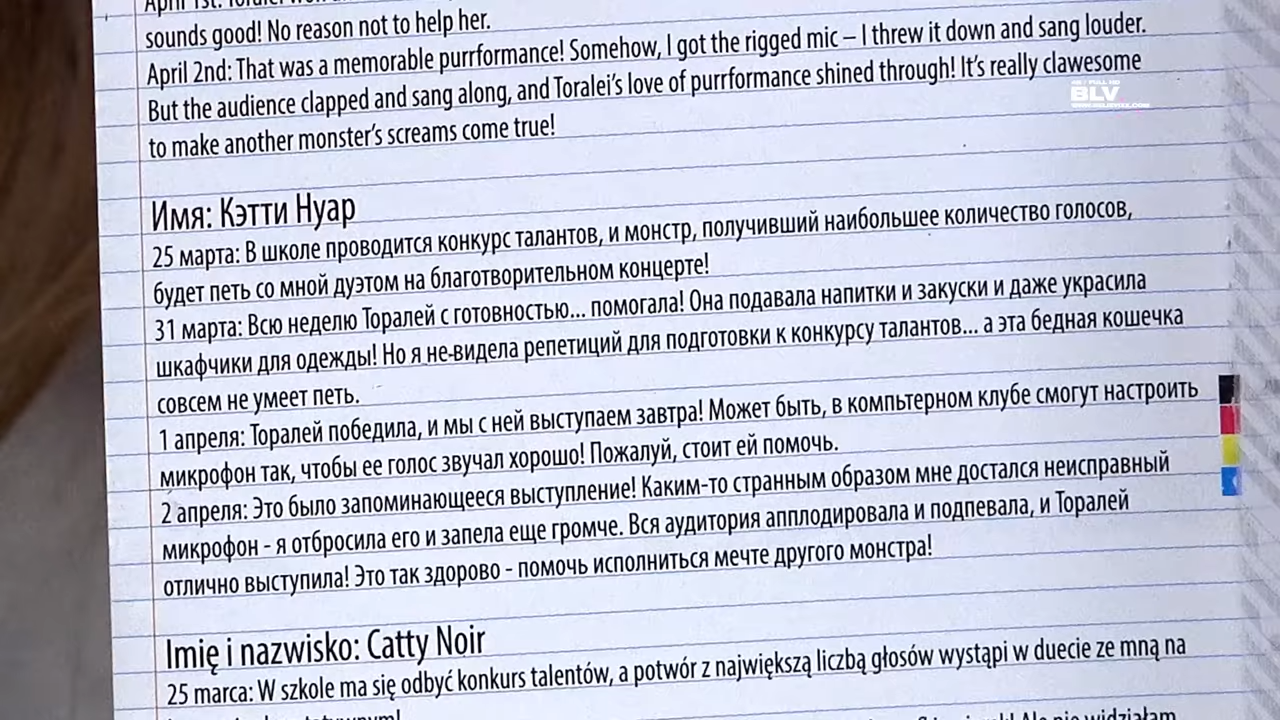 April 1st: Toralei won
sounds good! No reason not to help her.
April 2nd: That was a memorable purrformance! Somehow, I got the rigged mic – I threw it down and sang louder.
But the audience clapped and sang along, and Toralei's love of purrformance shined through! It's really clawesome
to make another monster's screams come true!
BLV
Имя: Кэтти Нуар
25 марта: В школе проводится конкурс талантов, и монстр, получивший наибольшее количество голосов,
будет петь со мной дуэтом на благотворительном концерте!
31 марта: Всю неделю Торалей с готовностью... помогала! Она подавала напитки и закуски и даже украсила
шкафчики для одежды! Но я не-видела репетиций для подготовки к конкурсу талантов... а эта бедная кошечка
совсем не умеет петь.
1 апреля: Торалей победила, и мы с ней выступаем завтра! Может быть, в компьтерном клубе смогут настроить
микрофон так, чтобы ее голос звучал хорошо! Пожалуй, стоит ей помочь.
2 апреля: Это было запоминающееся выступление! Каким-то странным образом мне достался неисправный
микрофон - я отбросила его и запела еще громче. Вся аудитория апплодировала и подпевала, и Торалей
отлично выступила! Это так здорово - помочь исполниться мечте другого монстра!
Imię i nazwisko: Catty Noir
25 marca: W szkole ma się odbyć konkurs talentów, a potwór z największą liczbą głosów wystąpi w duecie ze mną na